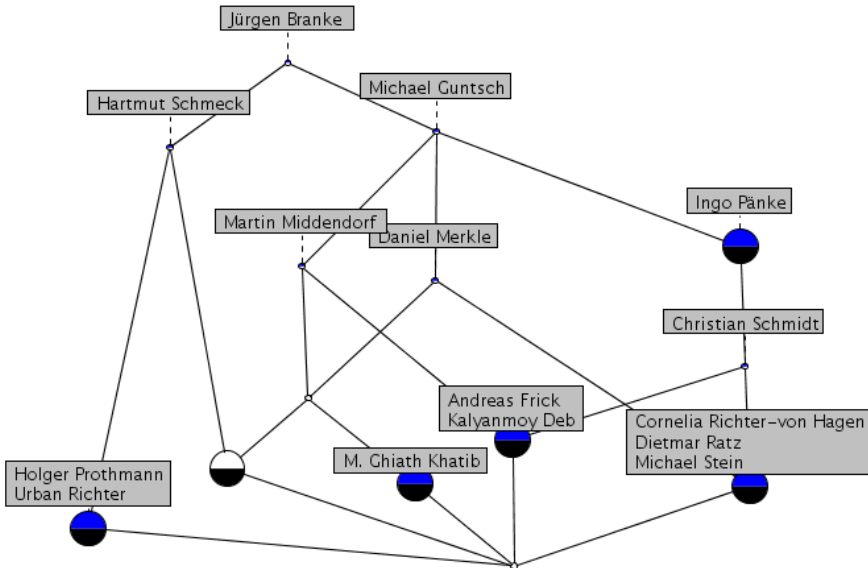 Jürgen Branke
Michael Guntsch
Hartmut Schmeck
Ingo Pänke
Martin Middendorf
Daniel Merkle
Christian Schmidt
Andreas Frick
Kalyanmoy Deb
Cornelia Richter-von Hagen
Dietmar Ratz
Michael Stein
M. Ghiath Khatib
Holger Prothmann
Urban Richter